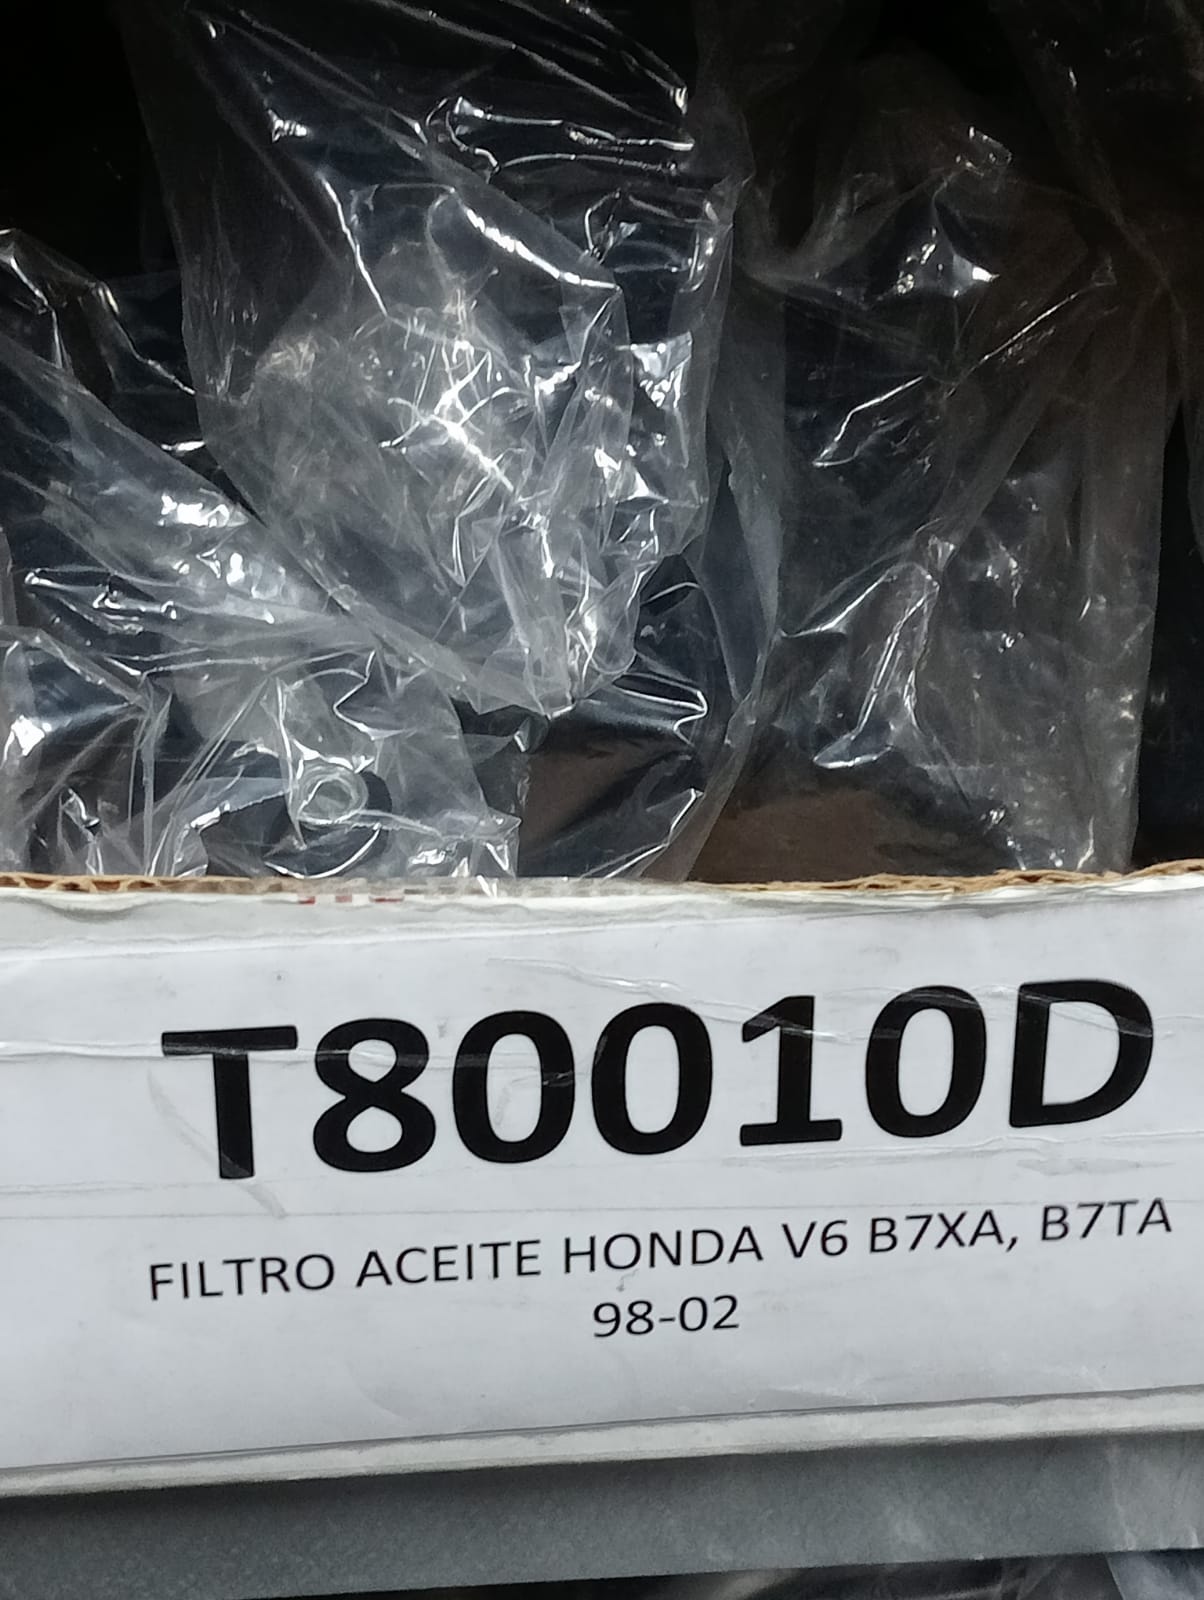 T80010D
FILTRO ACEITE HONDA V6 B7XA, B7TA
98-02